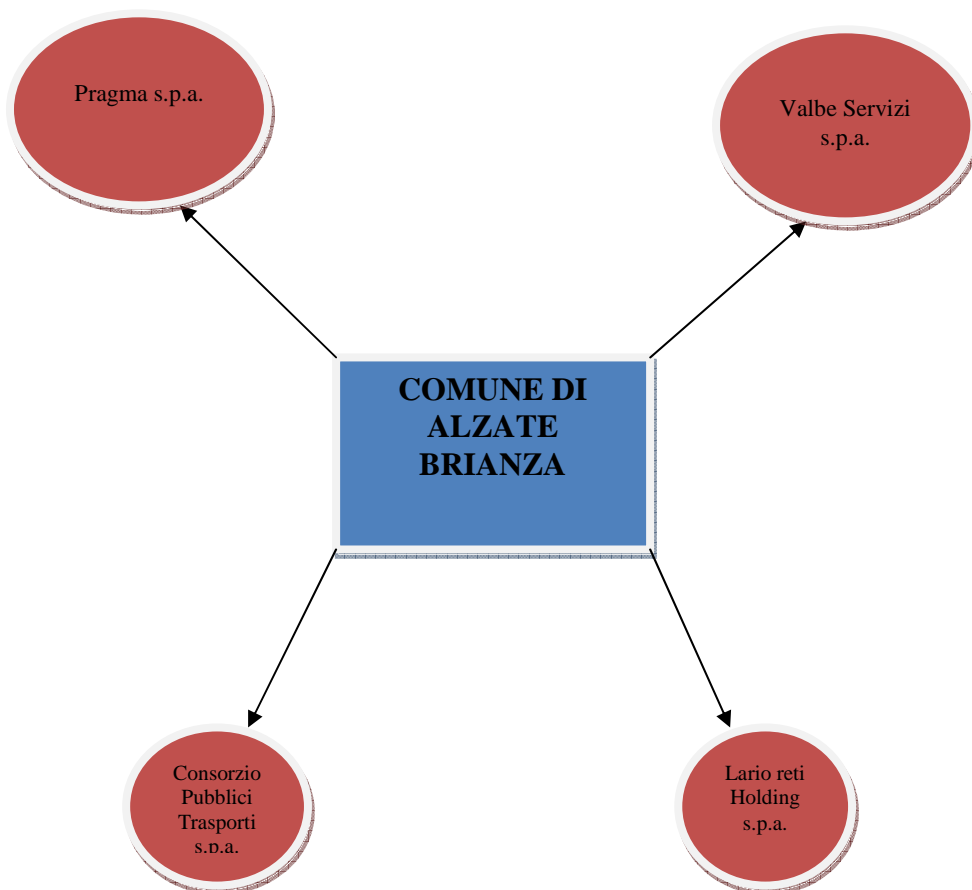 Pragma s.p.a.
Valbe Servizi
s.p.a.
COMUNE DI
ALZATE
BRIANZA
Consorzio
Pubblici
Trasporti
s.p.a.
Lario reti
Holding
s.p.a.